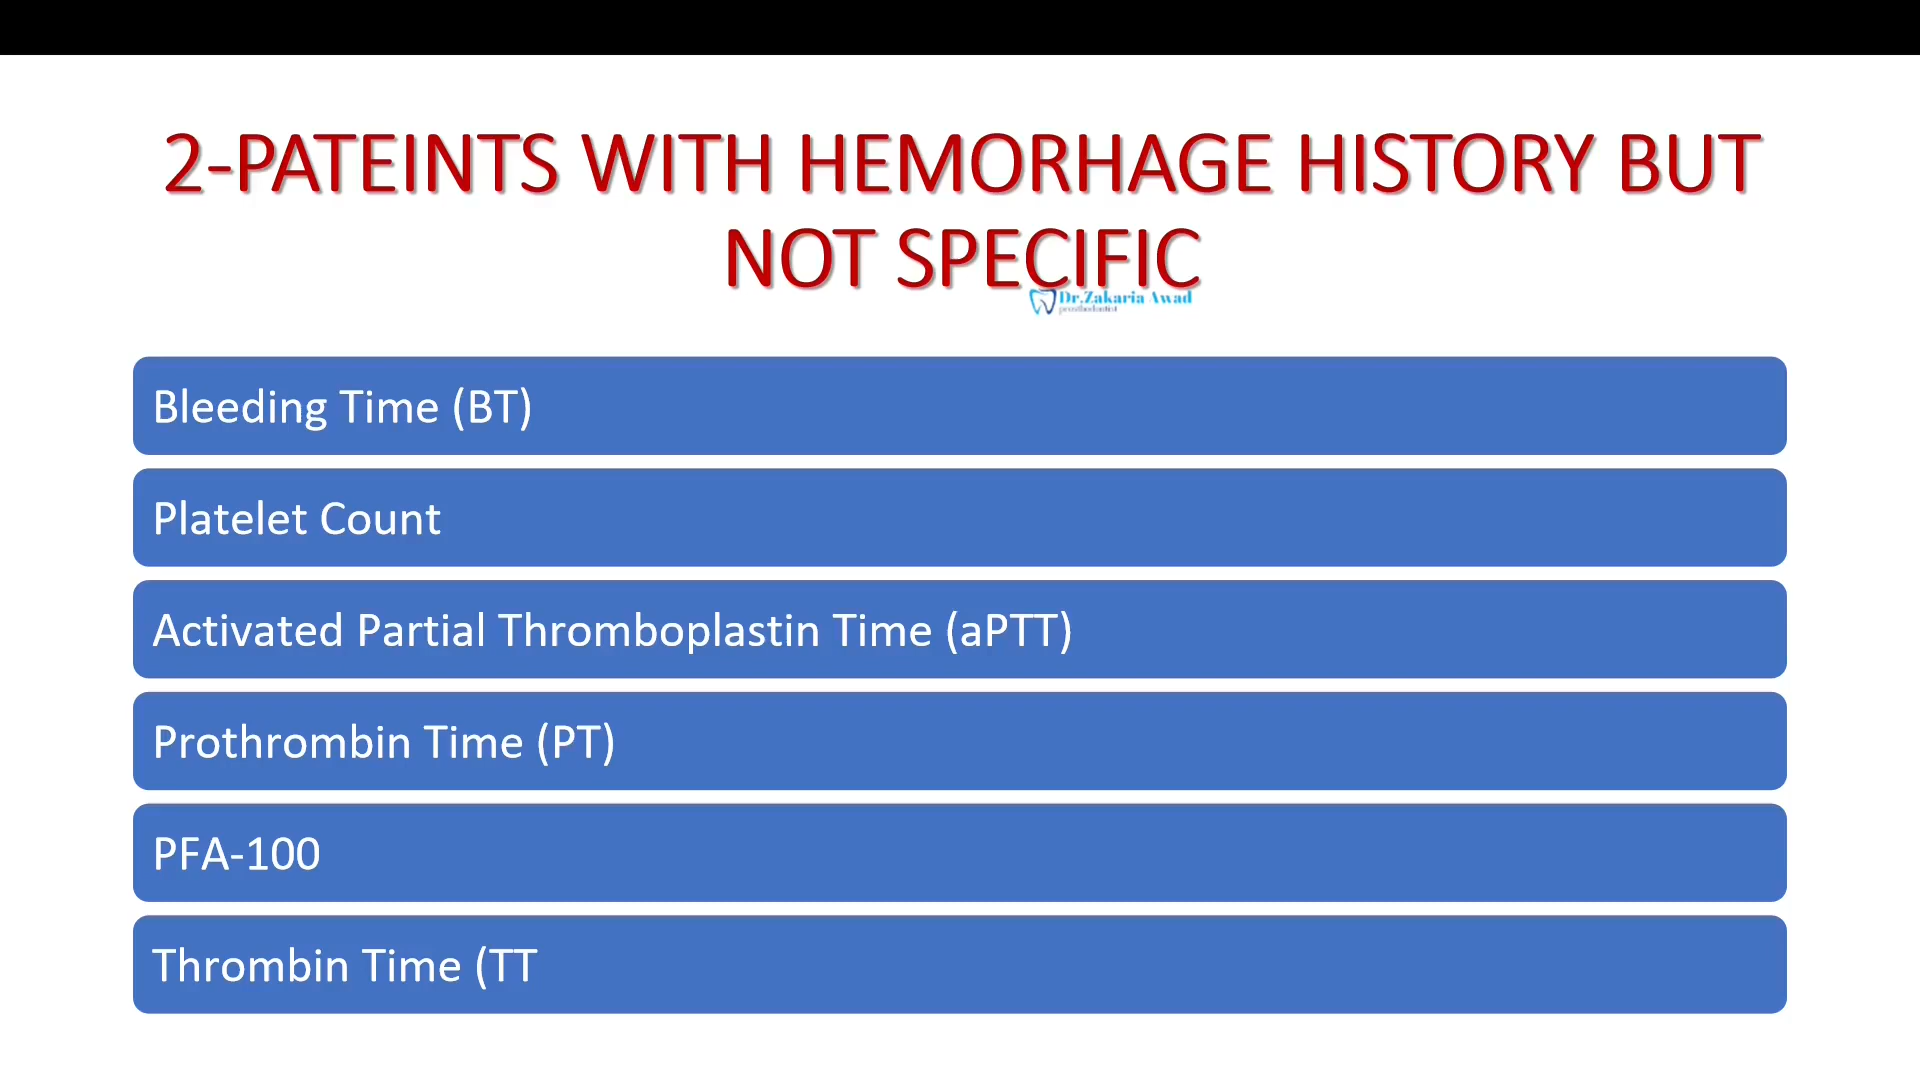 2-PATEINTS WITH HEMORHAGE HISTORY BUT
NOT SPECIFIC
Dr.Zakaria Awad
prosthodontist
Bleeding Time (BT)
Platelet Count
Activated Partial Thromboplastin Time (aPTT)
Prothrombin Time (PT)
PFA-100
Thrombin Time (TT